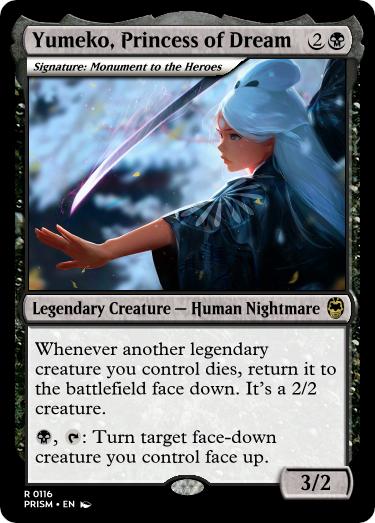 Yumeko, Princess of Dream 2
Signature: Monument to the Heroes
Legendary Creature — Human Nightmare
Whenever another legendary
creature you control dies, return it to
the battlefield face down. It's a 2/2
creature.
: Turn target face-down
creature you control face up.
3/2
R 0116
PRISM • EN